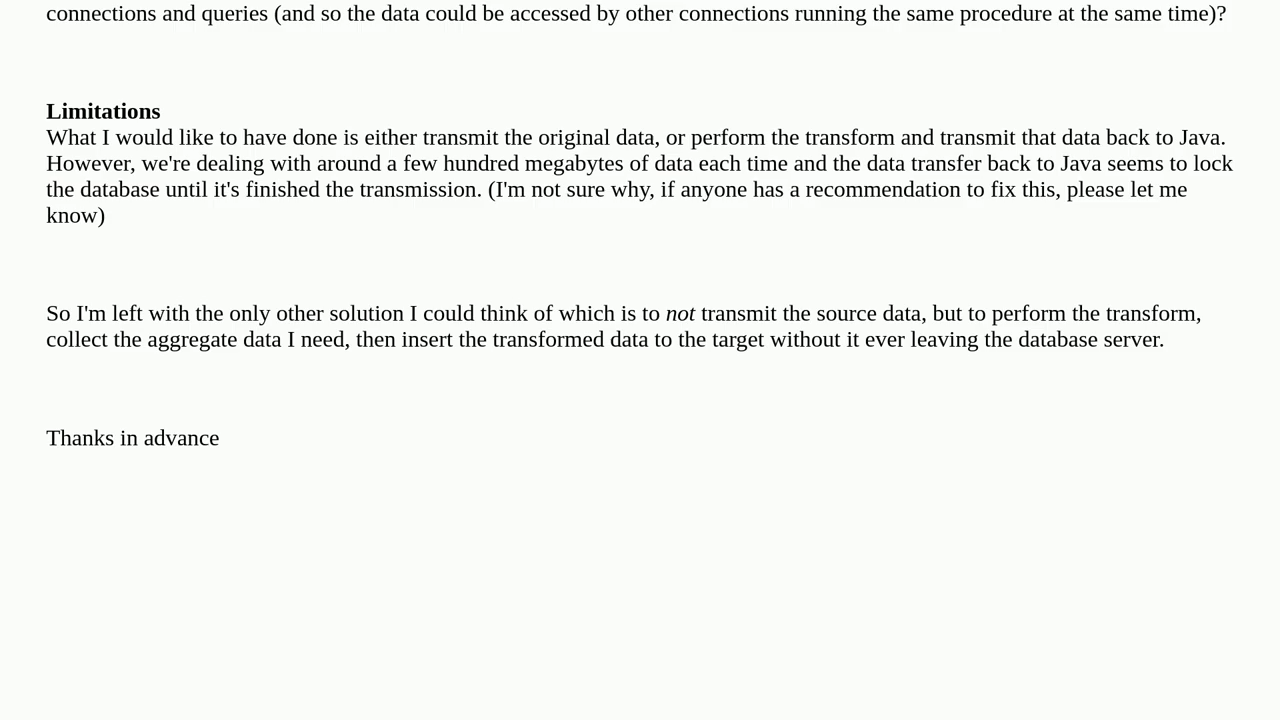 connections and queries (and so the data could be accessed by other connections running the same procedure at the same time)?
Limitations
What I would like to have done is either transmit the original data, or perform the transform and transmit that data back to Java.
However, we're dealing with around a few hundred megabytes of data each time and the data transfer back to Java seems to lock
the database until it's finished the transmission. (I'm not sure why, if anyone has a recommendation to fix this, please let me
know)
So I'm left with the only other solution I could think of which is to not transmit the source data, but to perform the transform,
collect the aggregate data I need, then insert the transformed data to the target without it ever leaving the database server.
Thanks in advance